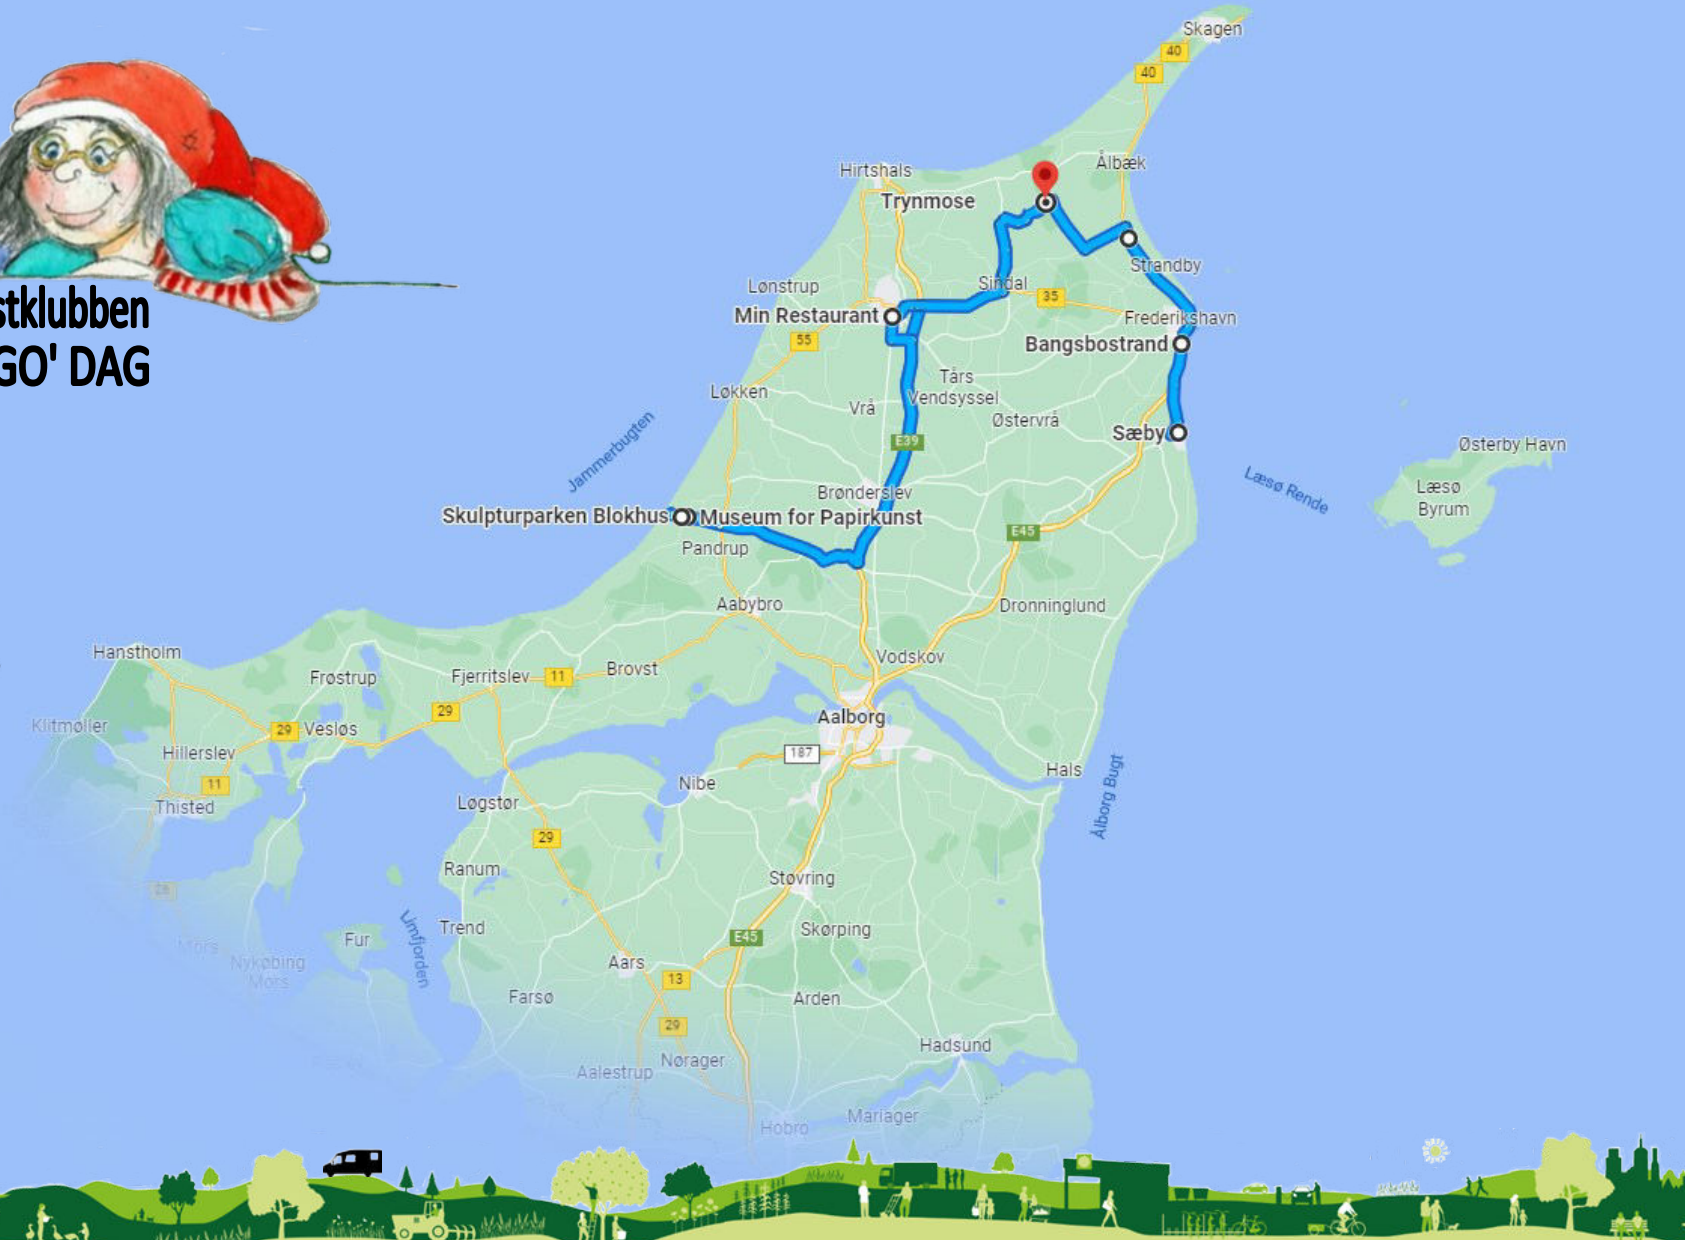 Skagen
40
40
Ålbæk
Hirtshals
Trynmose
Strandby
Sindal
35
Lønstrup
Min Restaurant
Frederikshavn
55
Bangsbostrand
stklubben
GO' DAG
Tårs
Vendsyssel
Løkken
Vrå
Østervrå
Sæby
E39
Jammerbugten
Østerby Havn
Læsø Rende
Læsø
Byrum
Brønderslev
Skulpturparken Blokhus
Museum for Papirkunst
E45
Pandrup
Aabybro
Dronninglund
Hanstholm
Vodskov
Frøstrup
Fjerritslev
11
Brovst
29
Klitmøller
29
Vesløs
Aalborg
Hillerslev
187
11
Nibe
Hals
Ålborg Bugt
Thisted
Løgstør
29
Ranum
Støvring
26
Limfjorden
Trend
Skørping
Fur
E45
Mors
Nykøbing
Mors
Aars
13
Farsø
Arden
29
Hadsund
Nørager
Aalestrup
Mariager
Hobro